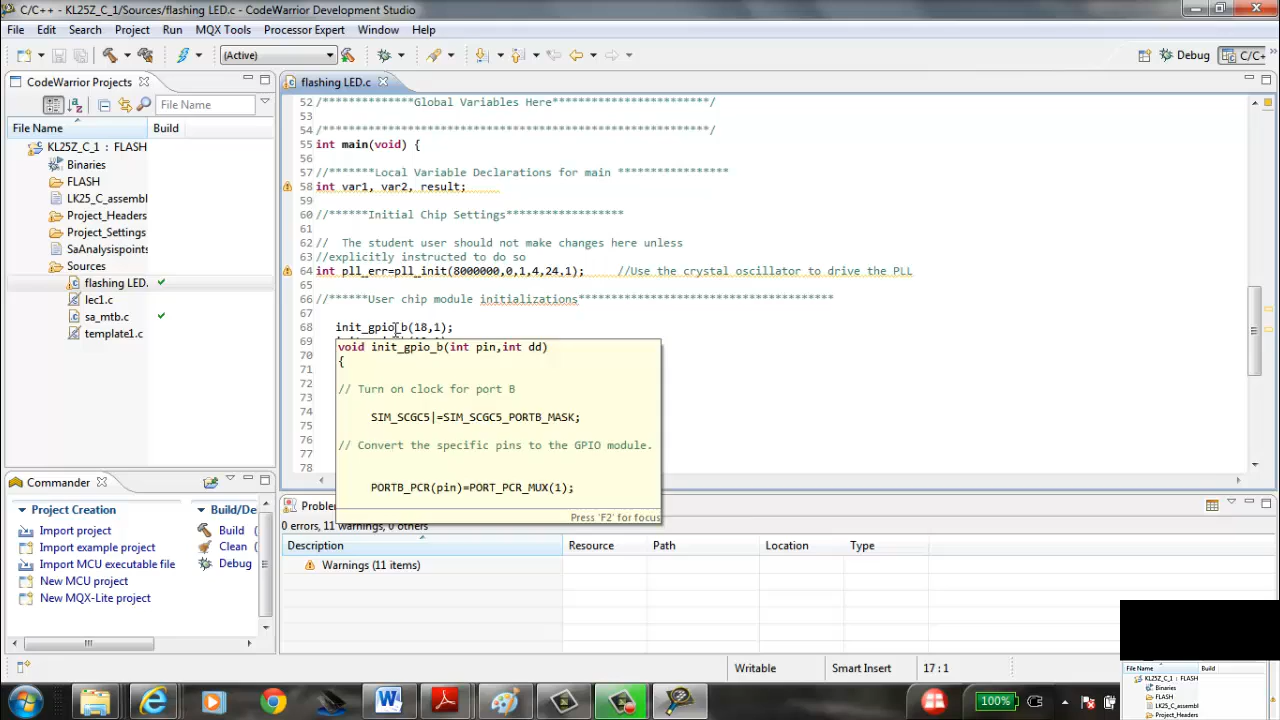 C/C++ - KL25Z_C_1/Sources/flashing LED.c - CodeWarrior Development Studio
File Edit Search Project Run MQX Tools Processor Expert Window Help
(Active) Debug C/C+
CodeWarrior Projects
File Name
File Name Build
KL25Z_C_1 : FLASH
Binaries
FLASH
LK25_C_assembl
Project_Headers
Project_Settings
SaAnalysispoints
Sources
flashing LED.
lec1.c
sa_mtb.c
template1.c
flashing LED.c
52 /**************Global Variables Here************************/
53
54 /***********************************************************/
55 int main(void) {
56
57 //*******Local Variable Declarations for main *****************
58 int var1, var2, result;
59
60 //******Initial Chip Settings******************
61
62 //  The student user should not make changes here unless
63 //explicitly instructed to do so
64 int pll_err=pll_init(8000000,0,1,4,24,1);     //Use the crystal oscillator to drive the PLL
65
66 //******User chip module initializations***************************************
67
68    init_gpio_b(18,1);
69
70
71
72
73
74
75
76
77
78
void init_gpio_b(int pin,int dd)
{
// Turn on clock for port B
SIM_SCGC5|=SIM_SCGC5_PORTB_MASK;
// Convert the specific pins to the GPIO module.
PORTB_PCR(pin)=PORT_PCR_MUX(1);
Press 'F2' for focus
Commander
Project Creation
Import project
Import example project
Import MCU executable file
New MCU project
New MQX-Lite project
Build/De
Build (
Clean (
Debug
Problem
0 errors, 11 warnings, 0 others
Description Resource Path Location Type
Warnings (11 items)
Writable Smart Insert 17 : 1
100%
File Name Build
KL25Z_C_1 : FLASH
Binaries
FLASH
LK25_C_assembl
Project_Headers